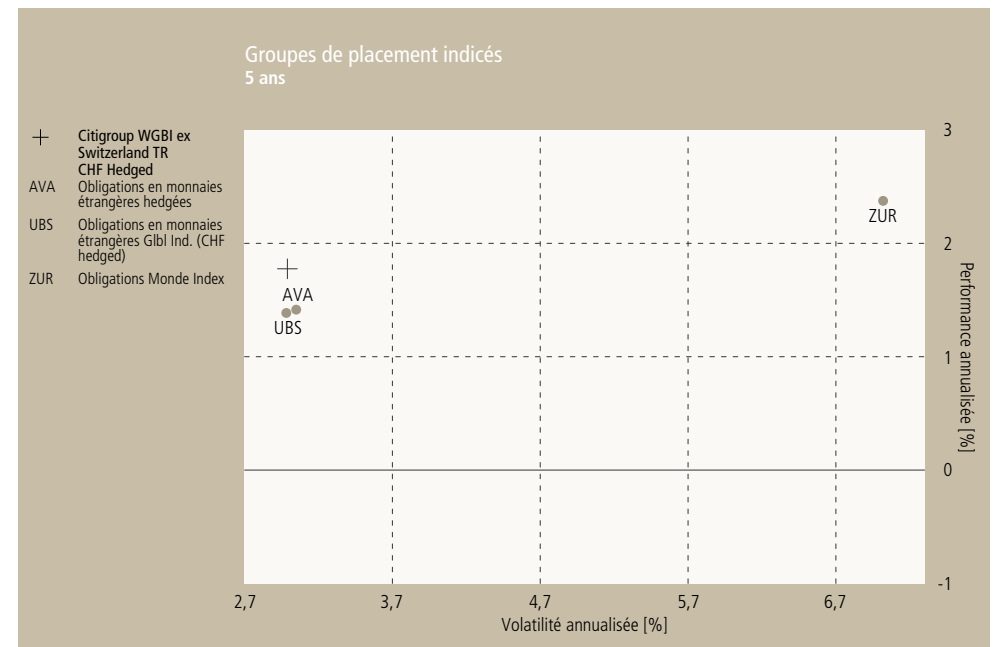 Groupes de placement indicés
5 ans
Citigroup WGBI ex
Switzerland TR
CHF Hedged
AVA Obligations en monnaies
étrangères hedgées
UBS Obligations en monnaies
étrangères Glbl Ind. (CHF
hedged)
ZUR Obligations Monde Index
3
ZUR
2
AVA
UBS
1
0
-1
Performance annualisée [%]
2,7 3,7 4,7 5,7 6,7
Volatilité annualisée [%]